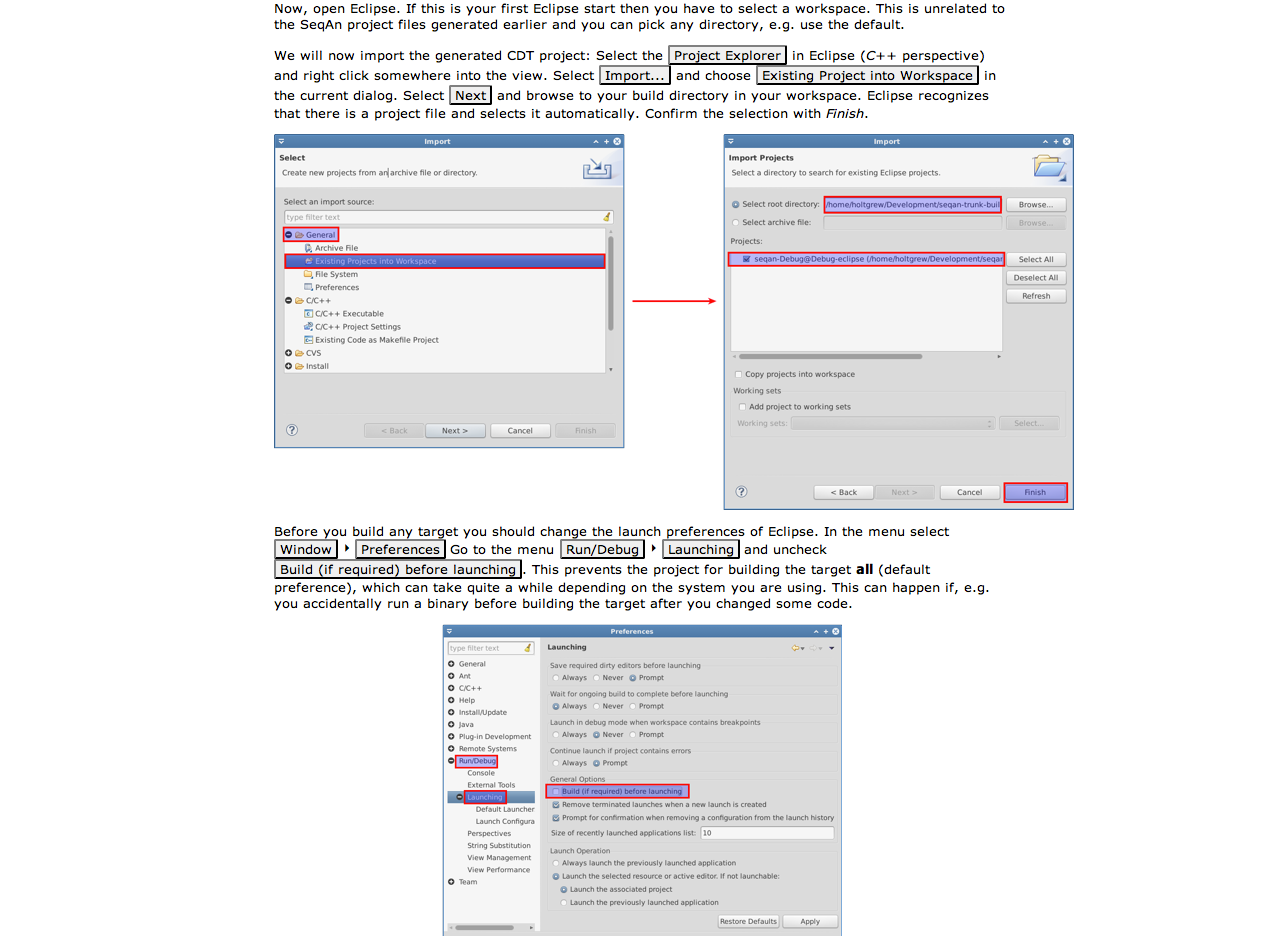 Now, open Eclipse. If this is your first Eclipse start then you have to select a workspace. This is unrelated to
the SeqAn project files generated earlier and you can pick any directory, e.g. use the default.
We will now import the generated CDT project: Select the Project Explorer in Eclipse (C++ perspective)
and right click somewhere into the view. Select Import... and choose Existing Project into Workspace in
the current dialog. Select Next and browse to your build directory in your workspace. Eclipse recognizes
that there is a project file and selects it automatically. Confirm the selection with Finish.
Import
Select
Create new projects from an archive file or directory.
Select an import source:
type filter text
General
Archive File
Existing Projects into Workspace
File System
Preferences
C/C++
C/C++ Executable
C/C++ Project Settings
Existing Code as Makefile Project
CVS
Install
< Back Next > Cancel Finish
Import
Import Projects
Select a directory to search for existing Eclipse projects.
Select root directory: /home/holtgrew/Development/seqan-trunk-buil Browse...
Select archive file: Browse...
Projects:
seqan-Debug@Debug-eclipse (/home/holtgrew/Development/seqan Select All
Deselect All
Refresh
Copy projects into workspace
Working sets
Add project to working sets
Working sets: Select...
< Back Next > Cancel Finish
Before you build any target you should change the launch preferences of Eclipse. In the menu select
Window ‣ Preferences Go to the menu Run/Debug ‣ Launching and uncheck
Build (if required) before launching. This prevents the project for building the target all (default
preference), which can take quite a while depending on the system you are using. This can happen if, e.g.
you accidentally run a binary before building the target after you changed some code.
Preferences
type filter text
General
Ant
C/C++
Help
Install/Update
Java
Plug-in Development
Remote Systems
Run/Debug
Console
External Tools
Launching
Default Launcher
Launch Configura
Perspectives
String Substitution
View Management
View Performance
Team
Launching
Save required dirty editors before launching
Always Never Prompt
Wait for ongoing build to complete before launching
Always Never Prompt
Launch in debug mode when workspace contains breakpoints
Always Never Prompt
Continue launch if project contains errors
Always Prompt
General Options
Build (if required) before launching
Remove terminated launches when a new launch is created
Prompt for confirmation when removing a configuration from the launch history
Size of recently launched applications list: 10
Launch Operation
Always launch the previously launched application
Launch the selected resource or active editor. If not launchable:
Launch the associated project
Launch the previously launched application
Restore Defaults Apply